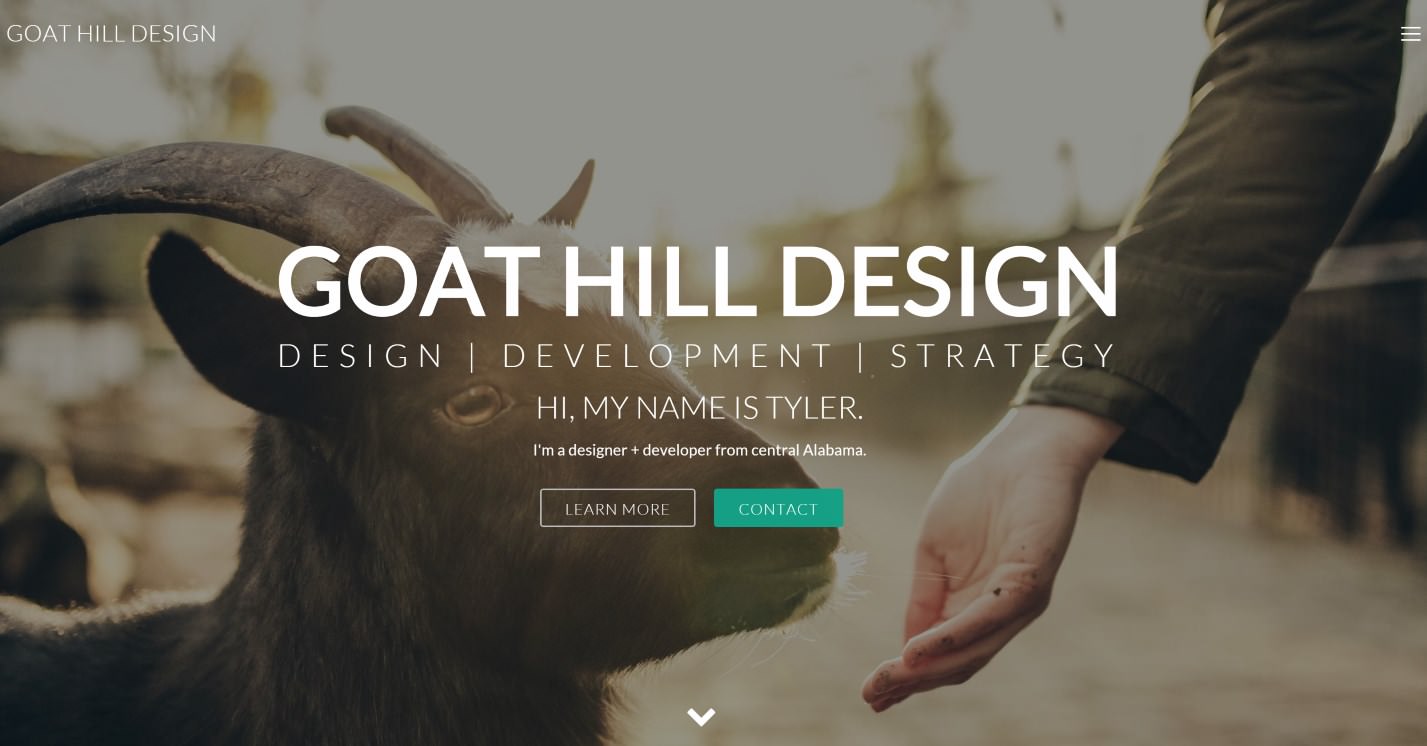 GOAT HILL DESIGN
GOAT HILL DESIGN
DESIGN | DEVELOPMENT | STRATEGY
HI, MY NAME IS TYLER.
I'm a designer + developer from central Alabama.
LEARN MORE
CONTACT